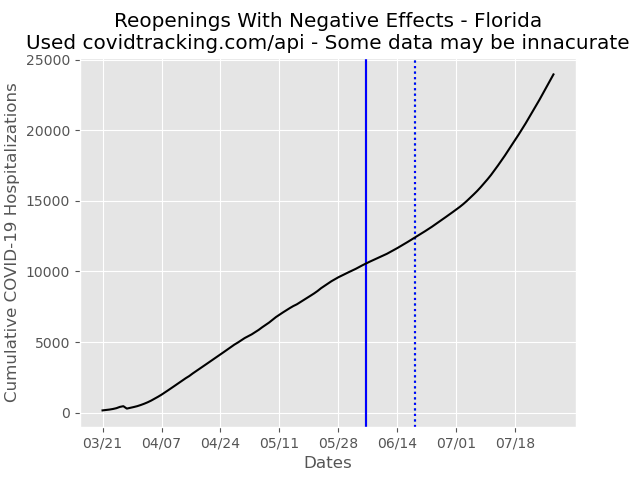 Reopenings With Negative Effects - Florida
Used covidtracking.com/api - Some data may be innacurate
Cumulative COVID-19 Hospitalizations
25000
20000
15000
10000
5000
0
03/21 04/07 04/24 05/11 05/28 06/14 07/01 07/18
Dates